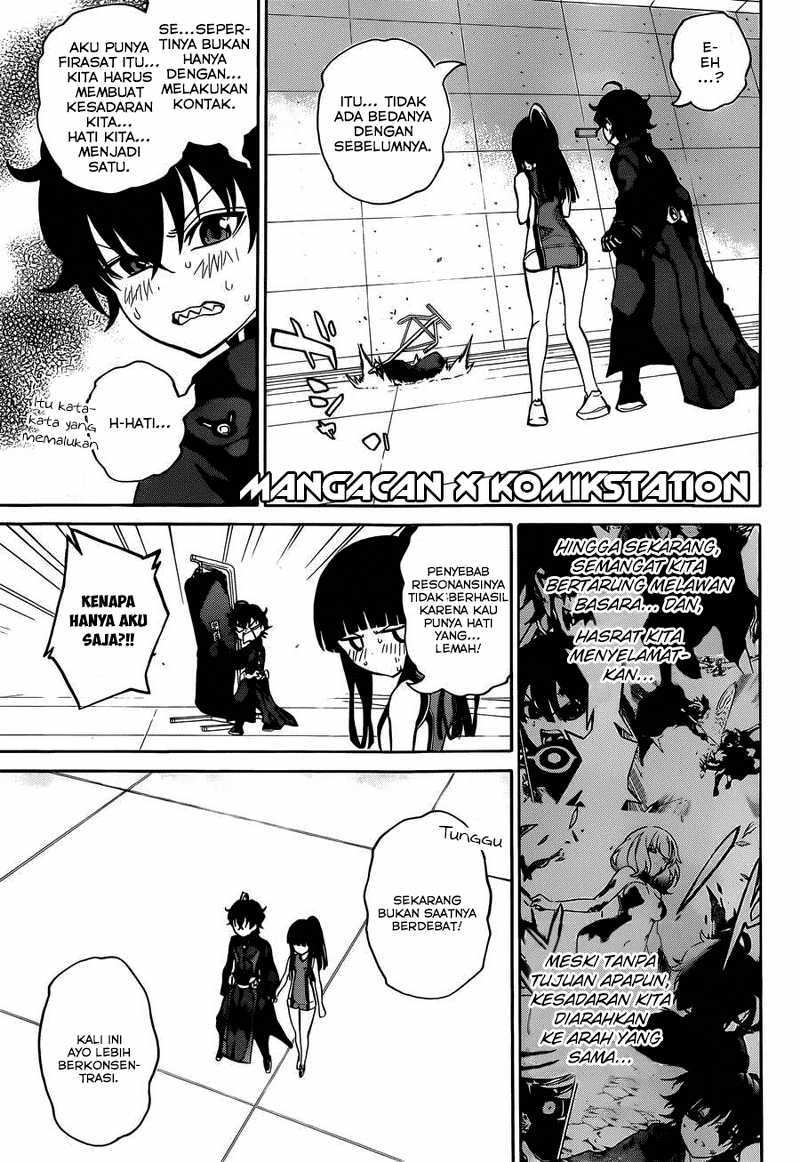 E-
EH
...?
ITU... TIDAK
ADA BEDANYA
DENGAN
SEBELUMNYA.
SE...SEPER-
TINYA BUKAN
HANYA
DENGAN...
MELAKUKAN
KONTAK.
AKU PUNYA
FIRASAT ITU...
KITA HARUS
MEMBUAT
KESADARAN
KITA...
HATI KITA...
MENJADI
SATU.
H-HATI...
Itu kata-
kata yang
memalukan
MANGACAN X KOMIKSTATION
HINGGA SEKARANG,
SEMANGAT KITA
BERTARUNG MELAWAN
BASARA... DAN,
HASRAT KITA
MENYELAMAT-
KAN...
MESKI TANPA
TUJUAN APAPUN,
KESADARAN KITA
DIARAHKAN
KE ARAH YANG
SAMA...
PENYEBAB
RESONANSINYA
TIDAK BERHASIL
KARENA KAU
PUNYA HATI
YANG...
LEMAH!
KENAPA
HANYA AKU
SAJA?!!
Tunggu
SEKARANG
BUKAN SAATNYA
BERDEBAT!
KALI INI
AYO LEBIH
BERKONSEN-
TRASI.